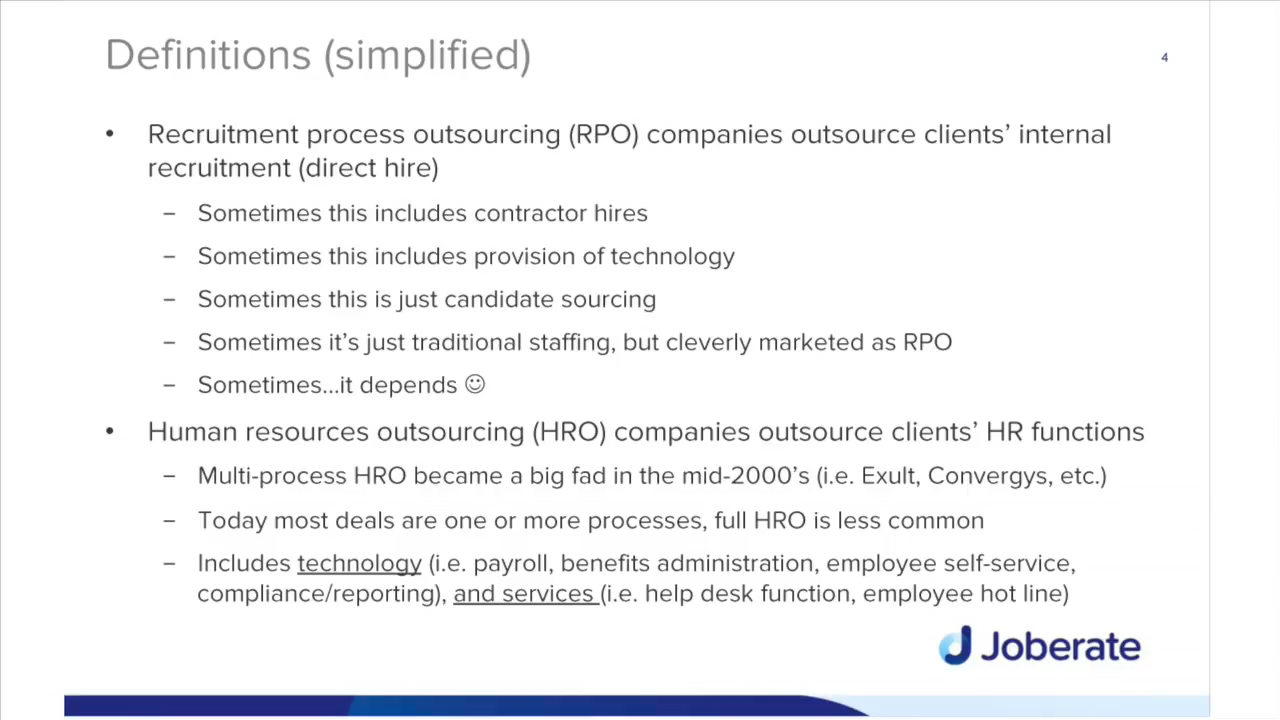 Definitions (simplified)
4
• Recruitment process outsourcing (RPO) companies outsource clients’ internal
recruitment (direct hire)
– Sometimes this includes contractor hires
– Sometimes this includes provision of technology
– Sometimes this is just candidate sourcing
– Sometimes it’s just traditional staffing, but cleverly marketed as RPO
– Sometimes...it depends ☺
• Human resources outsourcing (HRO) companies outsource clients’ HR functions
– Multi-process HRO became a big fad in the mid-2000’s (i.e. Exult, Convergys, etc.)
– Today most deals are one or more processes, full HRO is less common
– Includes technology (i.e. payroll, benefits administration, employee self-service,
compliance/reporting), and services (i.e. help desk function, employee hot line)
Joberate